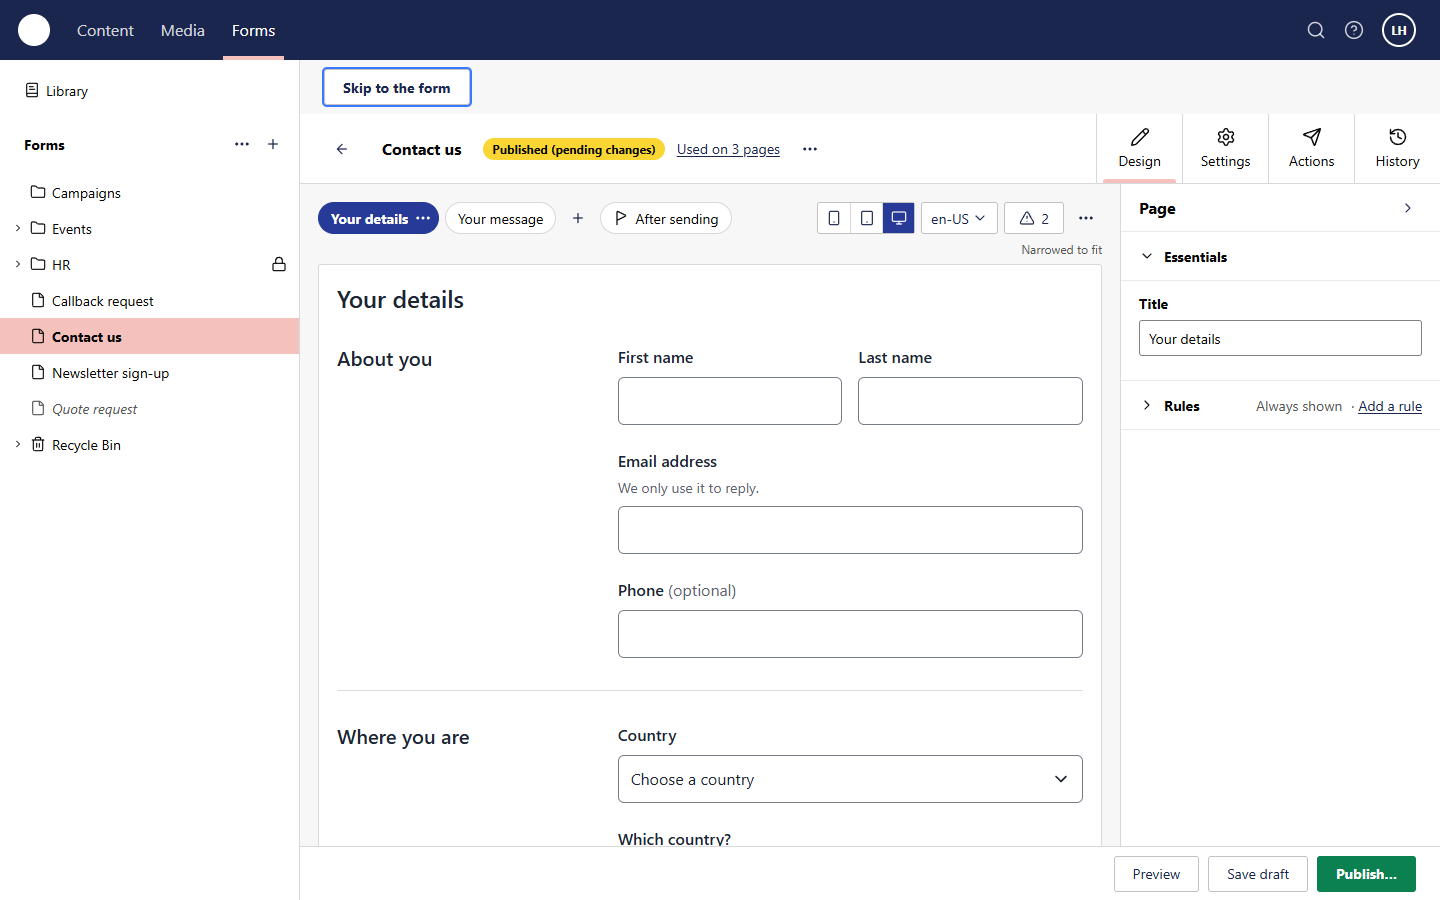 Content Media Forms
LH
Library
Forms
Campaigns
Events
HR
Callback request
Contact us
Newsletter sign-up
Quote request
Recycle Bin
Skip to the form
Contact us
Published (pending changes)
Used on 3 pages
Design
Settings
Actions
History
Your details
Your message
After sending
en-US
2
Narrowed to fit
Your details
About you
First name
Last name
Email address
We only use it to reply.
Phone (optional)
Where you are
Country
Choose a country
Which country?
Page
Essentials
Title
Your details
Rules
Always shown · Add a rule
Preview
Save draft
Publish...